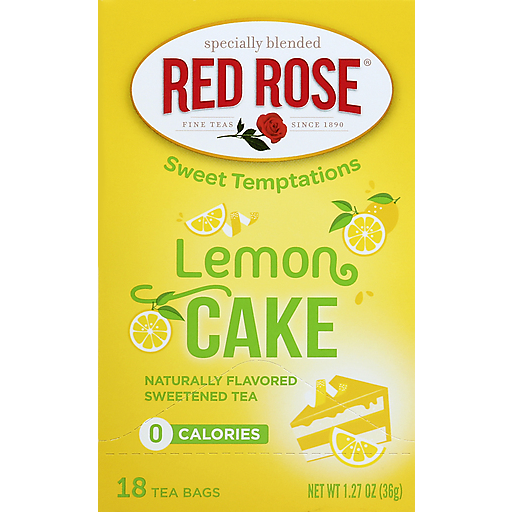 specially blended
RED ROSE®
FINE TEAS SINCE 1890
Sweet Temptations
Lemon
CAKE
NATURALLY FLAVORED
SWEETENED TEA
0 CALORIES
18 TEA BAGS NET WT 1.27 OZ (36g)